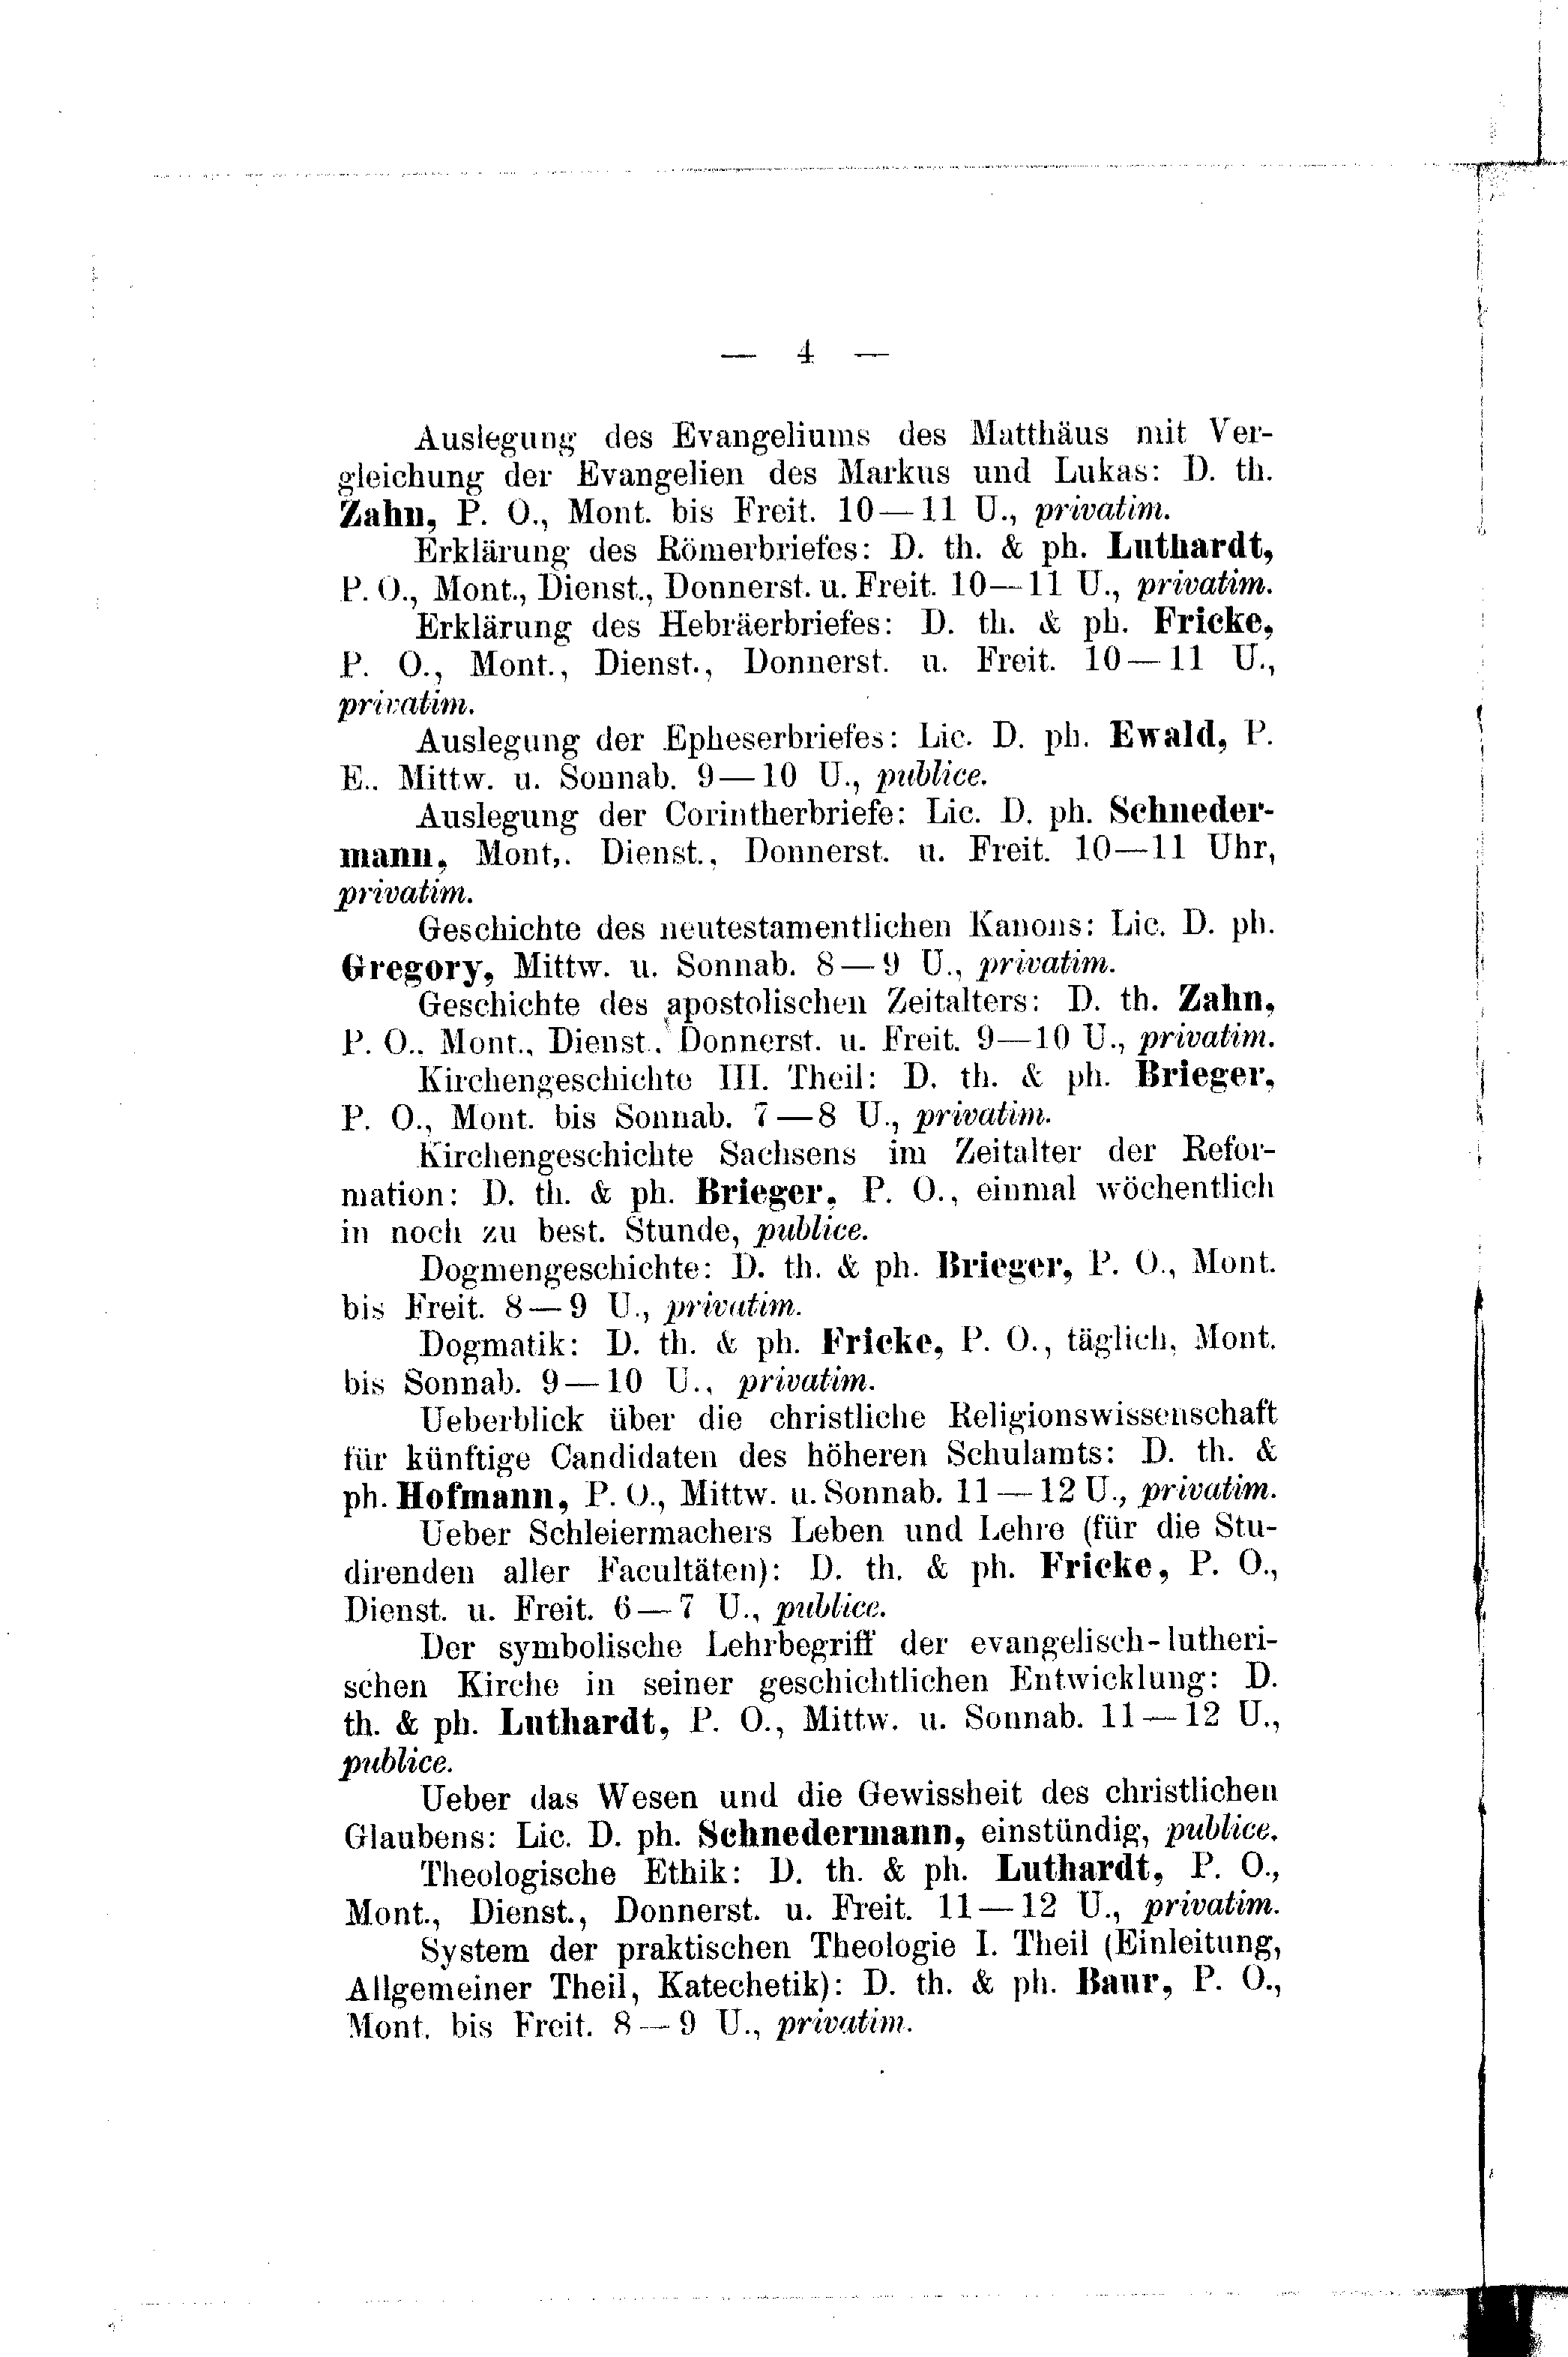 — 4 —
Auslegung des Evangeliums des Matthäus mit Ver-
gleichung der Evangelien des Markus und Lukas: D. th.
Zahn, P. O., Mont. bis Freit. 10—11 U., privatim.
Erklärung des Römerbriefes: D. th. & ph. Luthardt,
P. O., Mont., Dienst., Donnerst. u. Freit. 10—11 U., privatim.
Erklärung des Hebräerbriefes: D. th. & ph. Fricke,
P. O., Mont., Dienst., Donnerst. u. Freit. 10—11 U.,
privatim.
Auslegung der Epheserbriefes: Lic. D. ph. Ewald, P.
E.. Mittw. u. Sonnab. 9—10 U., publice.
Auslegung der Corintherbriefe: Lic. D. ph. Schneder-
mann, Mont,. Dienst., Donnerst. u. Freit. 10—11 Uhr,
privatim.
Geschichte des neutestamentlichen Kanons: Lic. D. ph.
Gregory, Mittw. u. Sonnab. 8—9 U., privatim.
Geschichte des apostolischen Zeitalters: D. th. Zahn,
P. O., Mont., Dienst., Donnerst. u. Freit. 9—10 U., privatim.
Kirchengeschichte III. Theil: D. th. & ph. Brieger,
P. O., Mont. bis Sonnab. 7—8 U., privatim.
Kirchengeschichte Sachsens im Zeitalter der Refor-
mation: D. th. & ph. Brieger, P. O., einmal wöchentlich
in noch zu best. Stunde, publice.
Dogmengeschichte: D. th. & ph. Brieger, P. O., Mont.
bis Freit. 8—9 U., privatim.
Dogmatik: D. th. & ph. Fricke, P. O., täglich, Mont.
bis Sonnab. 9—10 U., privatim.
Ueberblick über die christliche Religionswissenschaft
für künftige Candidaten des höheren Schulamts: D. th. &
ph. Hofmann, P. O., Mittw. u. Sonnab. 11—12 U., privatim.
Ueber Schleiermachers Leben und Lehre (für die Stu-
direnden aller Facultäten): D. th. & ph. Fricke, P. O.,
Dienst. u. Freit. 6—7 U., publice.
Der symbolische Lehrbegriff der evangelisch-lutheri-
schen Kirche in seiner geschichtlichen Entwicklung: D.
th. & ph. Luthardt, P. O., Mittw. u. Sonnab. 11—12 U.,
publice.
Ueber das Wesen und die Gewissheit des christlichen
Glaubens: Lic. D. ph. Schnedermann, einstündig, publice.
Theologische Ethik: D. th. & ph. Luthardt, P. O.,
Mont., Dienst., Donnerst. u. Freit. 11—12 U., privatim.
System der praktischen Theologie I. Theil (Einleitung,
Allgemeiner Theil, Katechetik): D. th. & ph. Baur, P. O.,
Mont. bis Freit. 8—9 U., privatim.